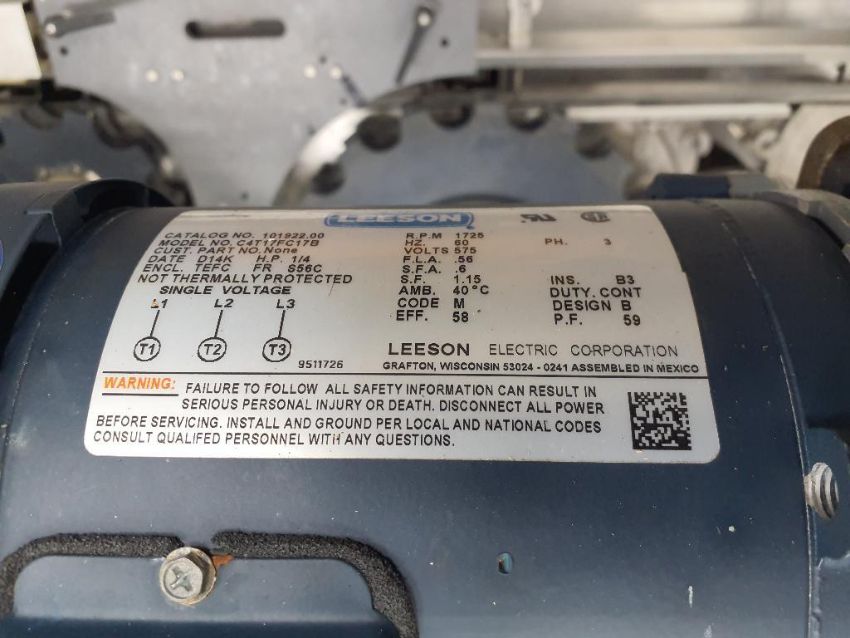 LEESON
CATALOG NO. 101922.00
MODEL NO. C4T17FC17B
CUST. PART NO. None
DATE D14K H.P. 1/4
ENCL. TEFC FR S56C
NOT THERMALLY PROTECTED
SINGLE VOLTAGE
L1 L2 L3
T1 T2 T3
9511726
R.P.M 1725
HZ. 60 PH. 3
VOLTS 575
F.L.A. .56
S.F.A. .6
S.F. 1.15 INS. B3
AMB. 40°C DUTY. CONT
CODE M DESIGN B
EFF. 58 P.F. 59
LEESON ELECTRIC CORPORATION
GRAFTON, WISCONSIN 53024 - 0241 ASSEMBLED IN MEXICO
WARNING: FAILURE TO FOLLOW ALL SAFETY INFORMATION CAN RESULT IN
SERIOUS PERSONAL INJURY OR DEATH. DISCONNECT ALL POWER
BEFORE SERVICING. INSTALL AND GROUND PER LOCAL AND NATIONAL CODES
CONSULT QUALIFED PERSONNEL WITH ANY QUESTIONS.